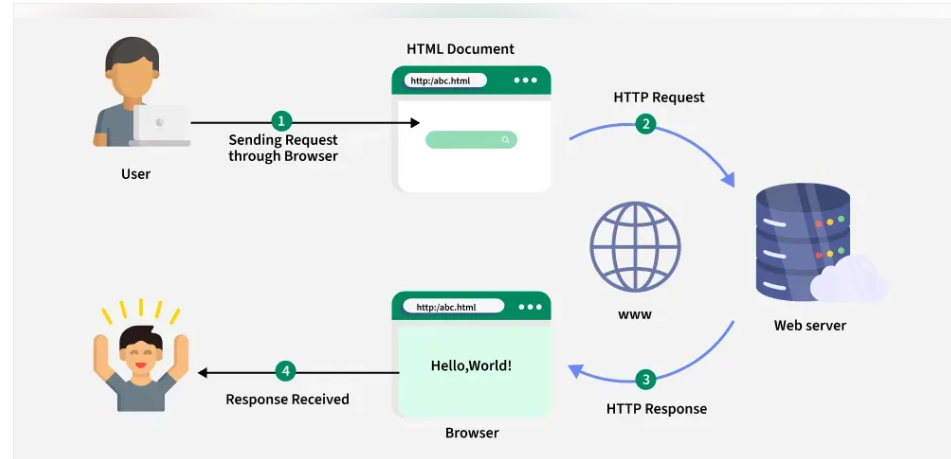 HTML Document
http:/abc.html
HTTP Request
1
2
Sending Request
through Browser
User
www
Web server
http:/abc.html
Hello,World!
4
3
Response Received
HTTP Response
Browser